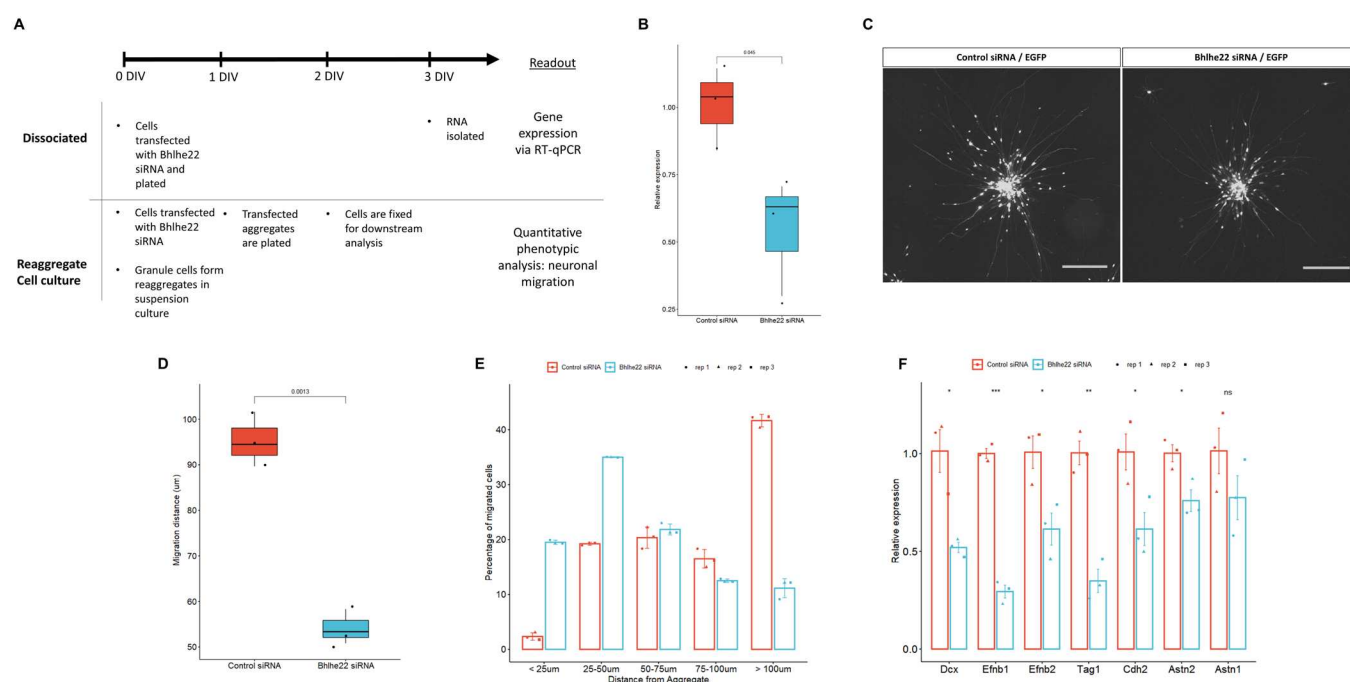 A
0 DIV
1 DIV
2 DIV
3 DIV
Readout
Dissociated
• Cells
transfected
with Bhlhe22
siRNA and
plated
• RNA
isolated
Gene
expression
via RT-qPCR
Reaggregate
Cell culture
• Cells transfected
with Bhlhe22
siRNA
• Granule cells form
reaggregates in
suspension
culture
• Transfected
aggregates
are plated
• Cells are fixed
for downstream
analysis
Quantitative
phenotypic
analysis: neuronal
migration
B
0.045
1.00
0.75
0.50
0.25
Relative expression
Control siRNA
Bhlhe22 siRNA
C
Control siRNA / EGFP
Bhlhe22 siRNA / EGFP
D
0.0013
100
90
80
70
60
50
Migration distance (um)
Control siRNA
Bhlhe22 siRNA
E
Control siRNA
Bhlhe22 siRNA
rep 1
rep 2
rep 3
40
30
20
10
0
Percentage of migrated cells
< 25um
25-50um
50-75um
75-100um
> 100um
Distance from Aggregate
F
Control siRNA
Bhlhe22 siRNA
rep 1
rep 2
rep 3
*
***
*
**
*
*
ns
1.0
0.5
0.0
Relative expression
Dcx
Efnb1
Efnb2
Tag1
Cdh2
Astn2
Astn1